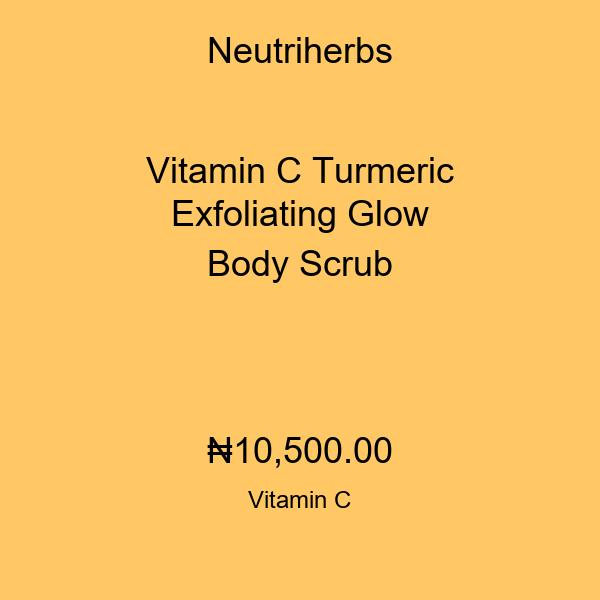 Neutriherbs
Vitamin C Turmeric
Exfoliating Glow
Body Scrub
₦10,500.00
Vitamin C